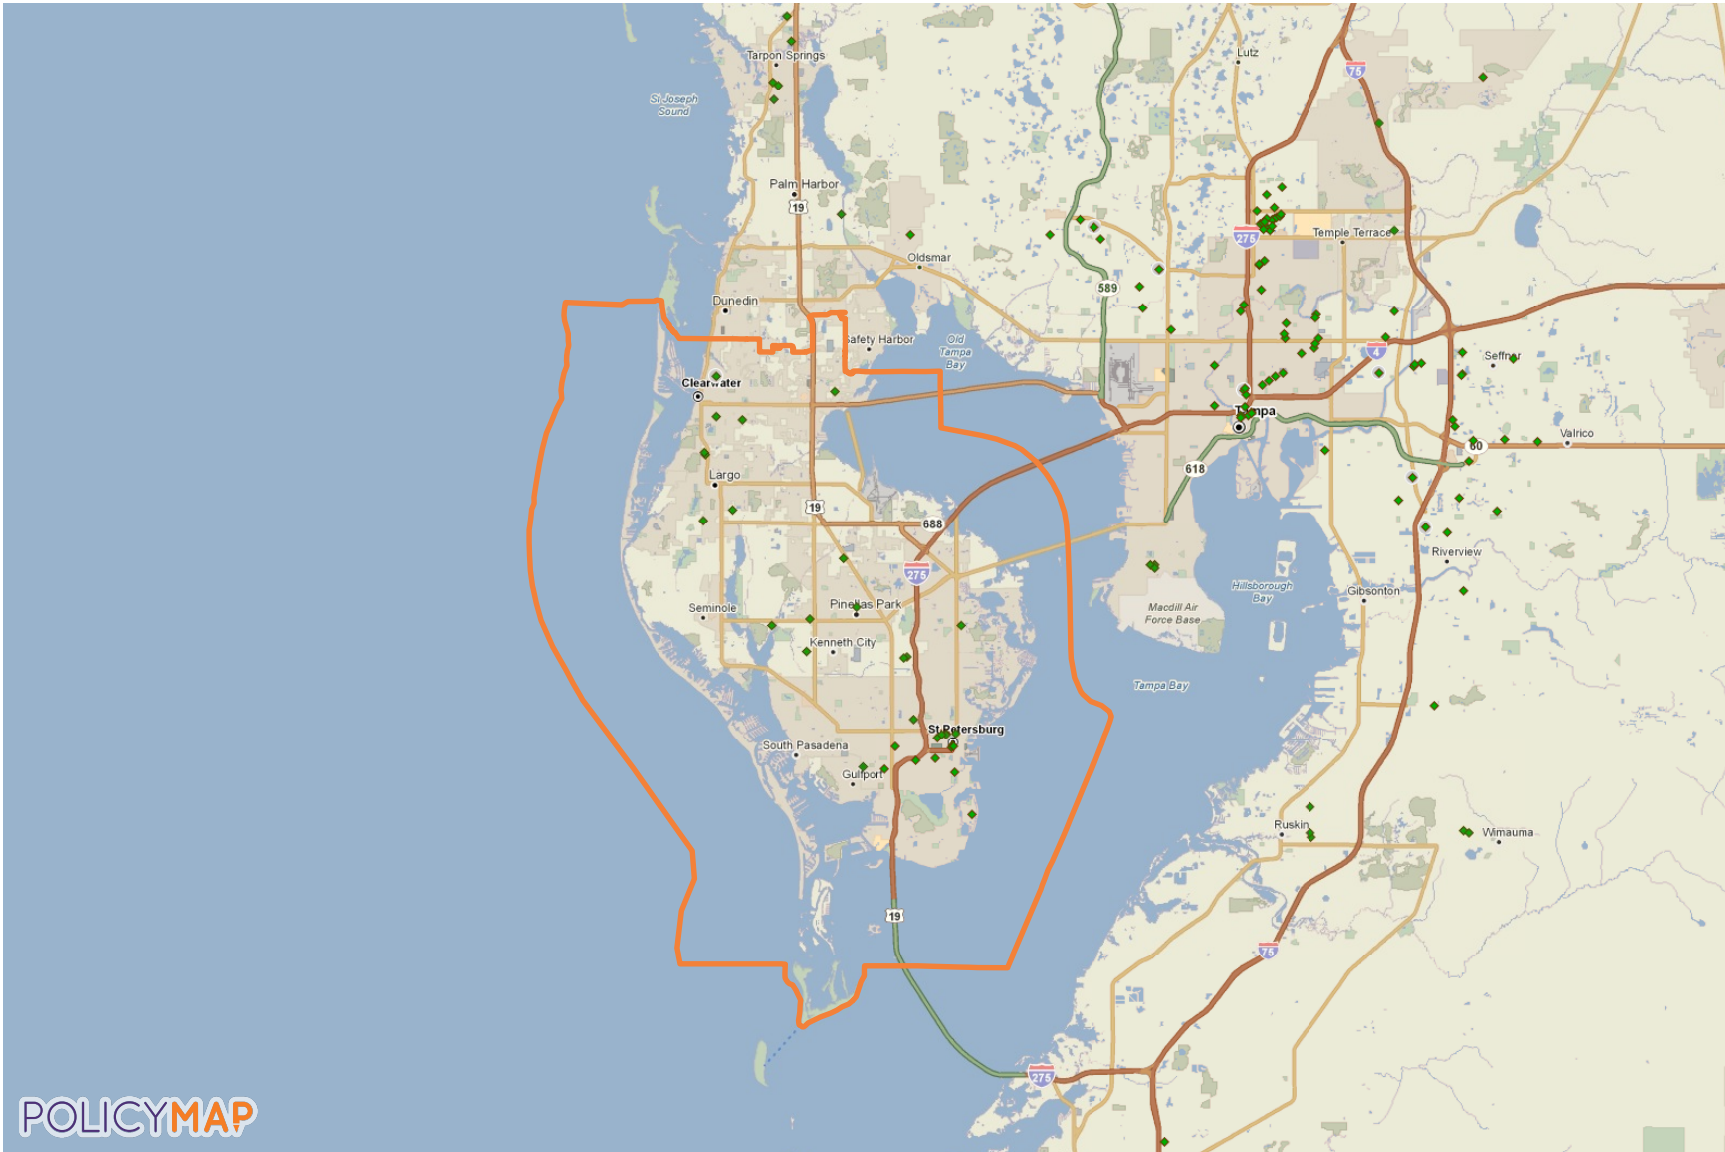 Lutz
75
Tarpon Springs
St Joseph
Sound
Palm Harbor
19
Temple Terrace
275
Oldsmar
589
Dunedin
Safety Harbor
Old
Tampa
Bay
4
Seffner
Clearwater
Tampa
Valrico
60
618
Largo
19
688
Riverview
275
Hillsborough
Bay
Gibsonton
Pinellas Park
Seminole
Macdill Air
Force Base
Kenneth City
Tampa Bay
St Petersburg
South Pasadena
Gulfport
Ruskin
Wimauma
19
75
275
POLICYMAP